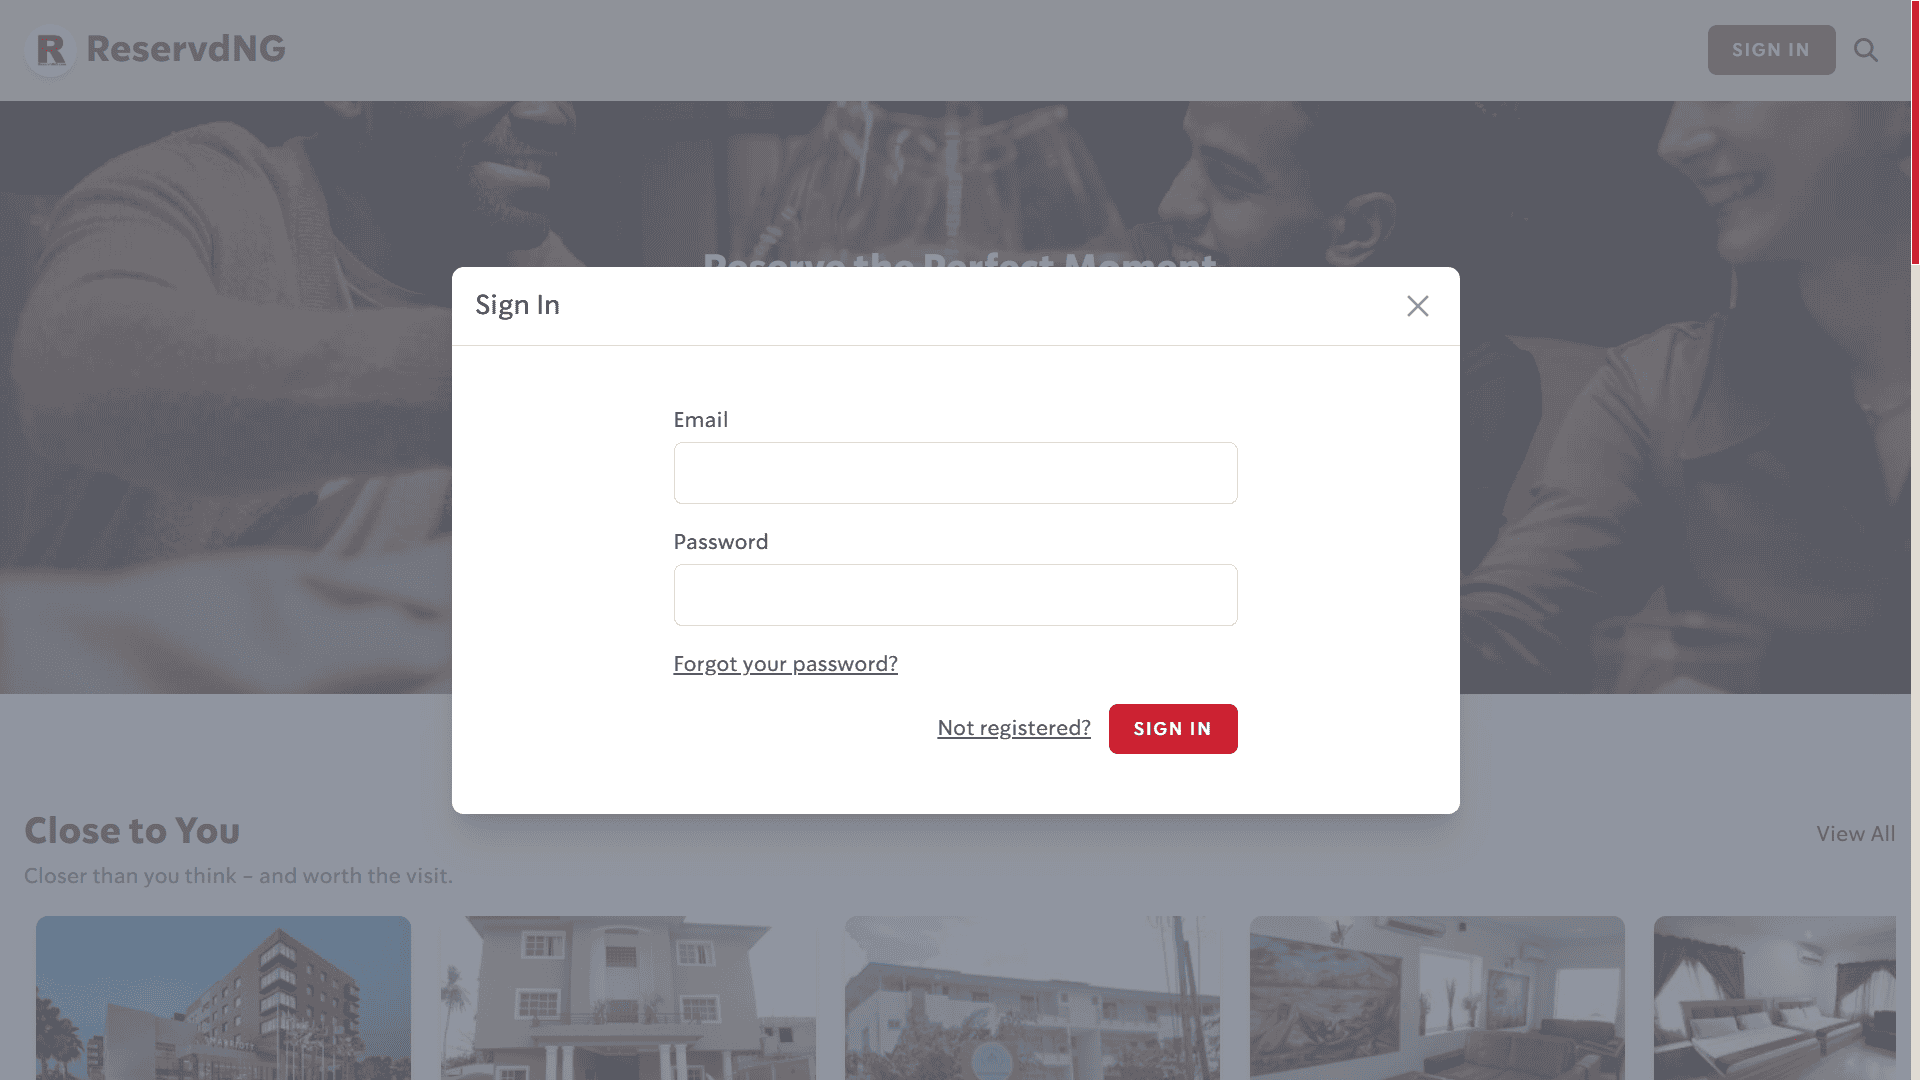 ReservdNG
SIGN IN
Reserve the Perfect Moment
Sign In
Email
Password
Forgot your password?
Not registered?
SIGN IN
Close to You
View All
Closer than you think – and worth the visit.